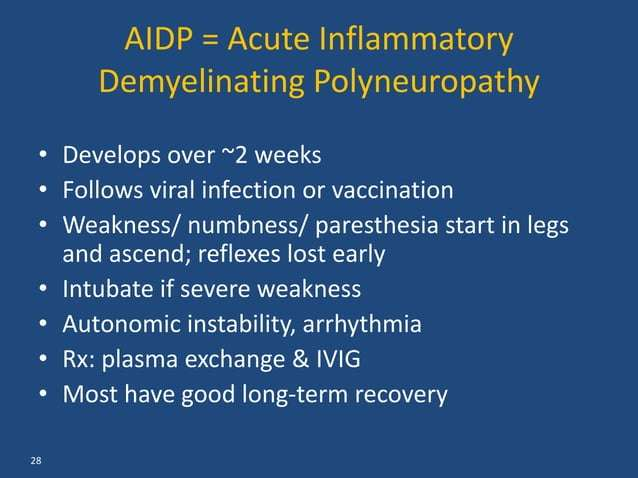 AIDP = Acute Inflammatory
Demyelinating Polyneuropathy
• Develops over ~2 weeks
• Follows viral infection or vaccination
• Weakness/ numbness/ paresthesia start in legs
and ascend; reflexes lost early
• Intubate if severe weakness
• Autonomic instability, arrhythmia
• Rx: plasma exchange & IVIG
• Most have good long-term recovery
28